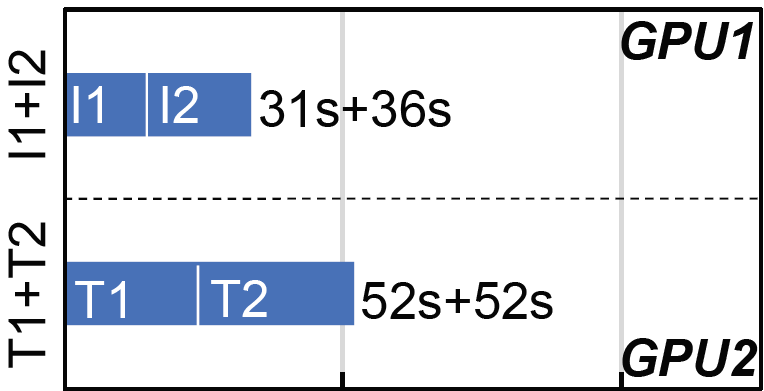 GPU1
I1+I2
I1 I2 31s+36s
T1+T2
T1 T2 52s+52s
GPU2